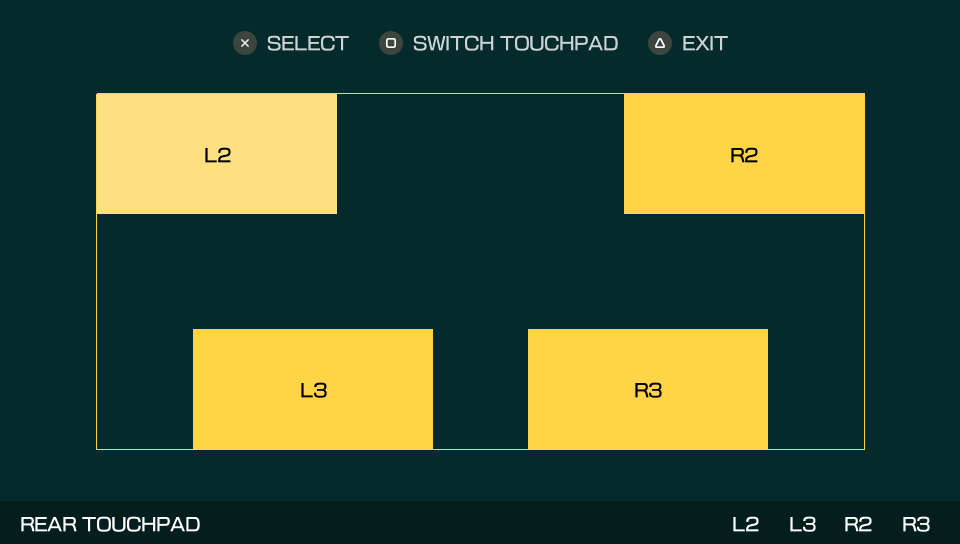 SELECT SWITCH TOUCHPAD EXIT
L2 R2
L3 R3
REAR TOUCHPAD L2 L3 R2 R3